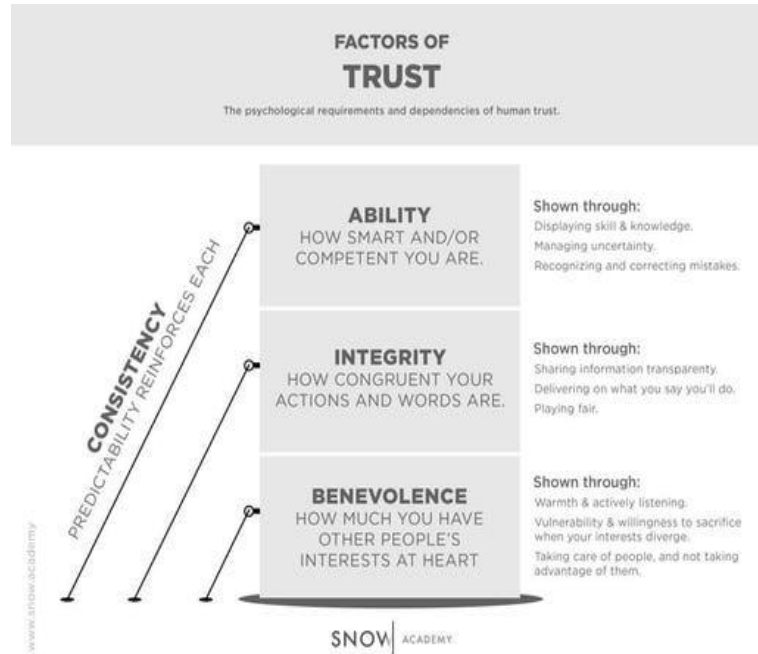 FACTORS OF
TRUST
The psychological requirements and dependencies of human trust.
CONSISTENCY
PREDICTABILITY REINFORCES EACH
ABILITY
HOW SMART AND/OR
COMPETENT YOU ARE.
Shown through:
Displaying skill & knowledge.
Managing uncertainty.
Recognizing and correcting mistakes.
INTEGRITY
HOW CONGRUENT YOUR
ACTIONS AND WORDS ARE.
Shown through:
Sharing information transparency.
Delivering on what you say you'll do.
Playing fair.
BENEVOLENCE
HOW MUCH YOU HAVE
OTHER PEOPLE'S
INTERESTS AT HEART
Shown through:
Warmth & actively listening.
Vulnerability & willingness to sacrifice
when your interests diverge.
Taking care of people, and not taking
advantage of them.
www.snow.academy
SNOW ACADEMY